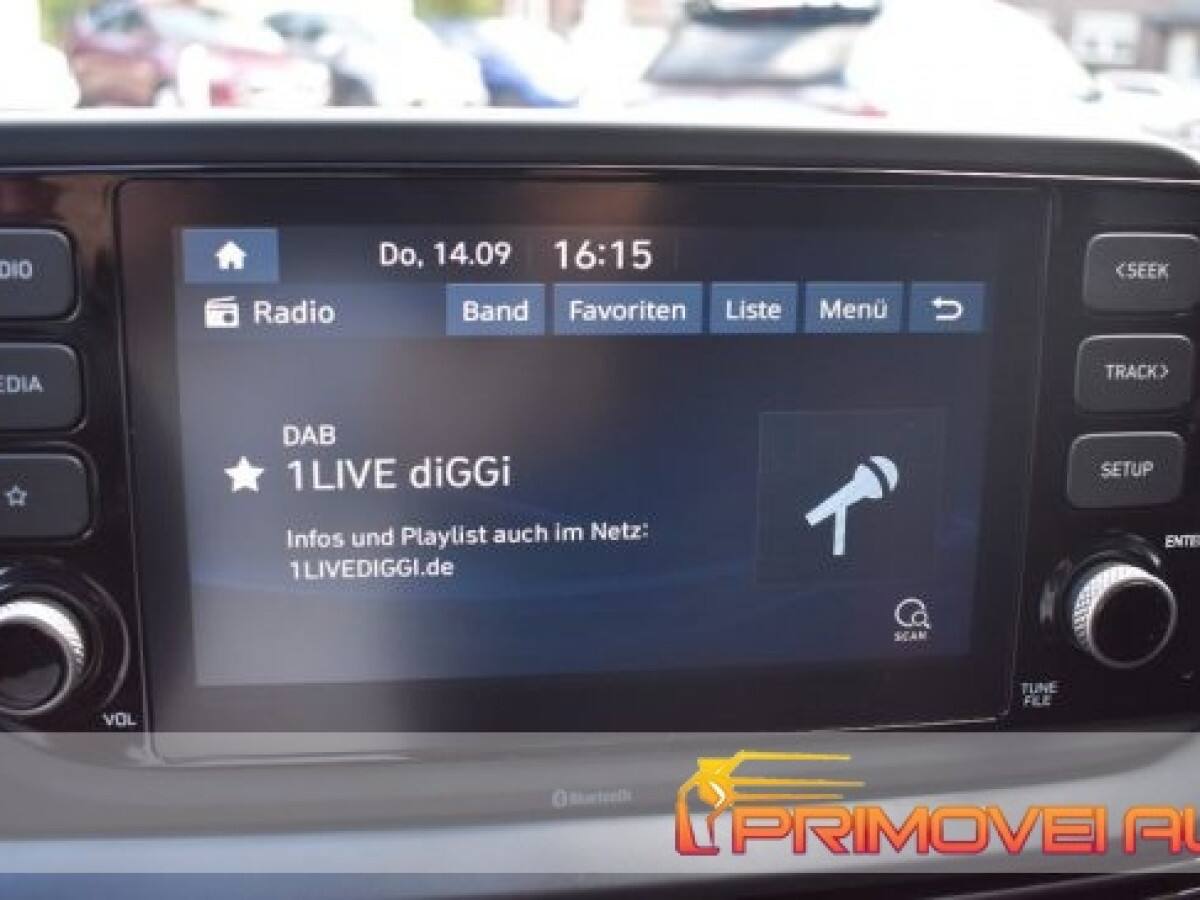 Do, 14.09 16:15
Radio Band Favoriten Liste Menü
DAB
1LIVE diGGi
Infos und Playlist auch im Netz:
1LIVEDIGGI.de
SCAN
DIO
EDIA
VOL
<SEEK
TRACK>
SETUP
ENTE
TUNE
FILE
Bluetooth
PRIMOVEI AU